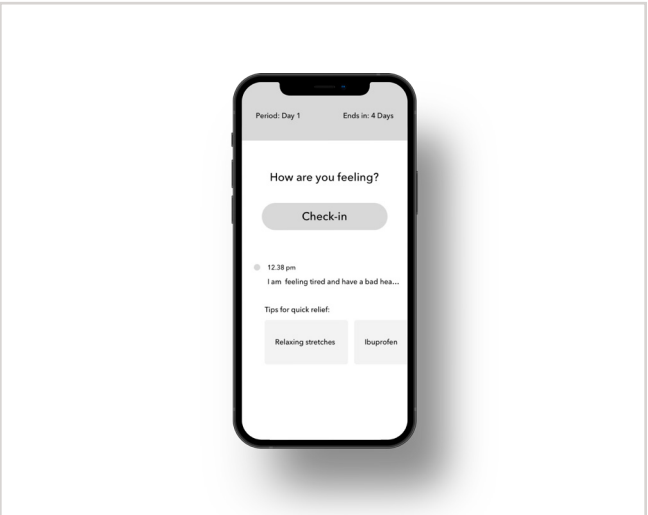 Period: Day 1 Ends in: 4 Days
How are you feeling?
Check-in
12.38 pm
I am feeling tired and have a bad hea...
Tips for quick relief:
Relaxing stretches Ibuprofen